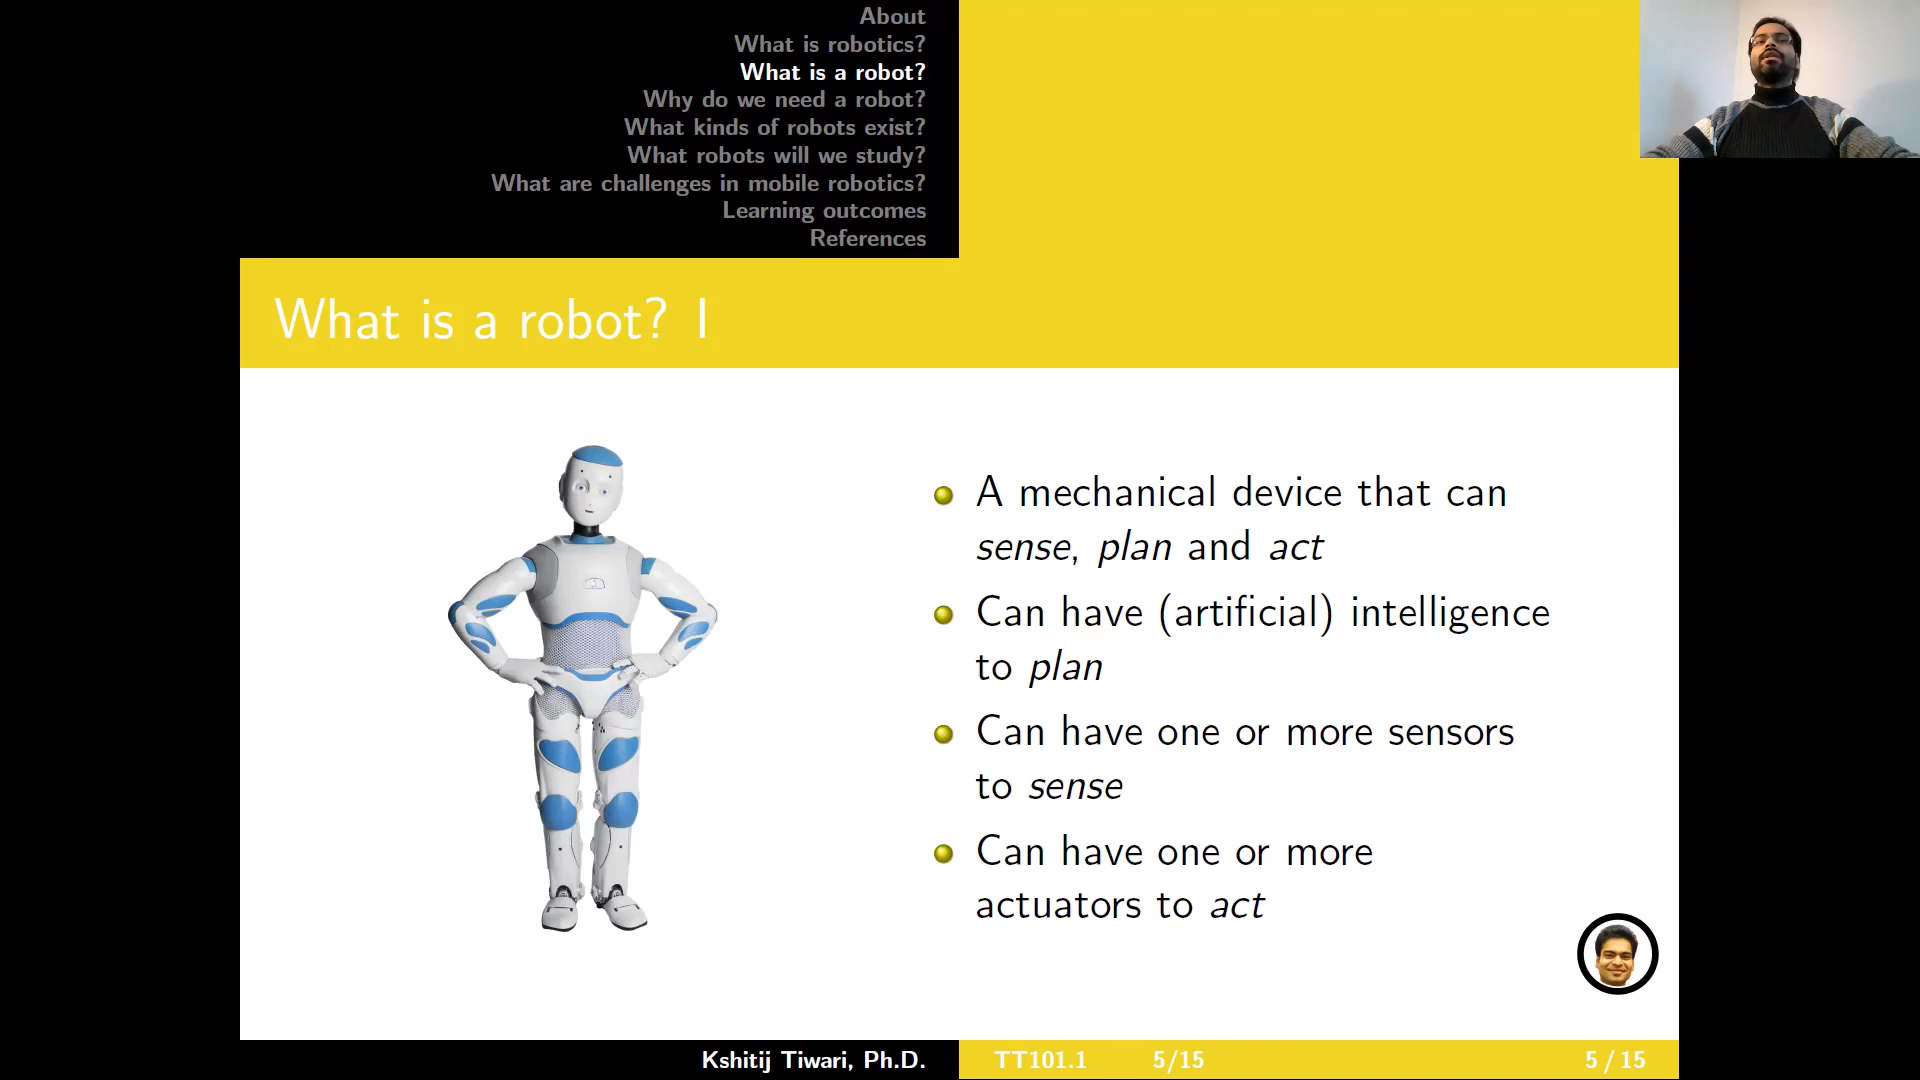 About
What is robotics?
What is a robot?
Why do we need a robot?
What kinds of robots exist?
What robots will we study?
What are challenges in mobile robotics?
Learning outcomes
References
What is a robot? I
A mechanical device that can
sense, plan and act
Can have (artificial) intelligence
to plan
Can have one or more sensors
to sense
Can have one or more
actuators to act
Kshitij Tiwari, Ph.D. TT101.1 5/15 5 / 15